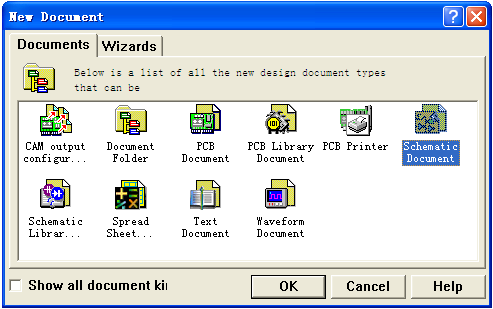 New Document
Documents Wizards
Below is a list of all the new design document types
that can be
CAM output
configur...
Document
Folder
PCB
Document
PCB Library
Document
PCB Printer
Schematic
Document
Schematic
Librar...
Spread
Sheet...
Text
Document
Waveform
Document
Show all document ki
OK Cancel Help